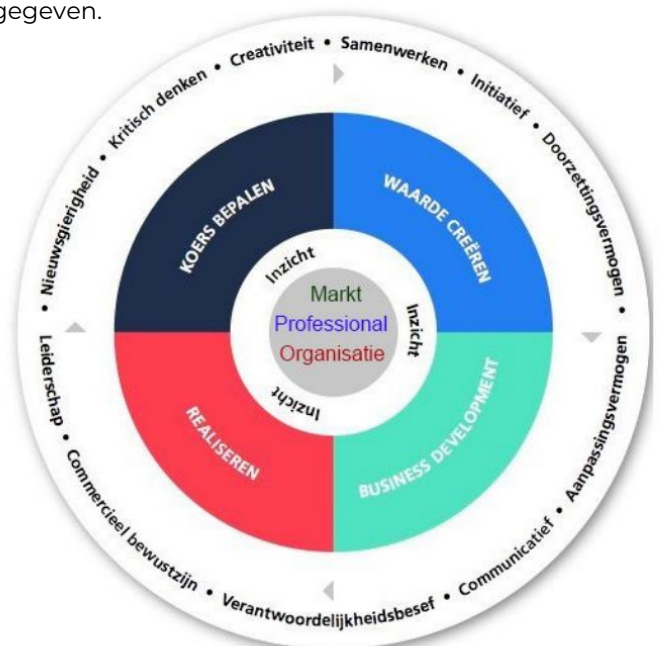 gegeven.
• Nieuwsgierigheid • Kritisch denken • Creativiteit • Samenwerken • Initiatief • Doorzettingsvermogen •
Aanpassingsvermogen • Communicatief • Verantwoordelijkheidsbesef • Commercieel bewustzijn • Leiderschap
KOERS BEPALEN
WAARDE CREËREN
BUSINESS DEVELOPMENT
REALISEREN
Inzicht
Inzicht
Inzicht
Markt
Professional
Organisatie